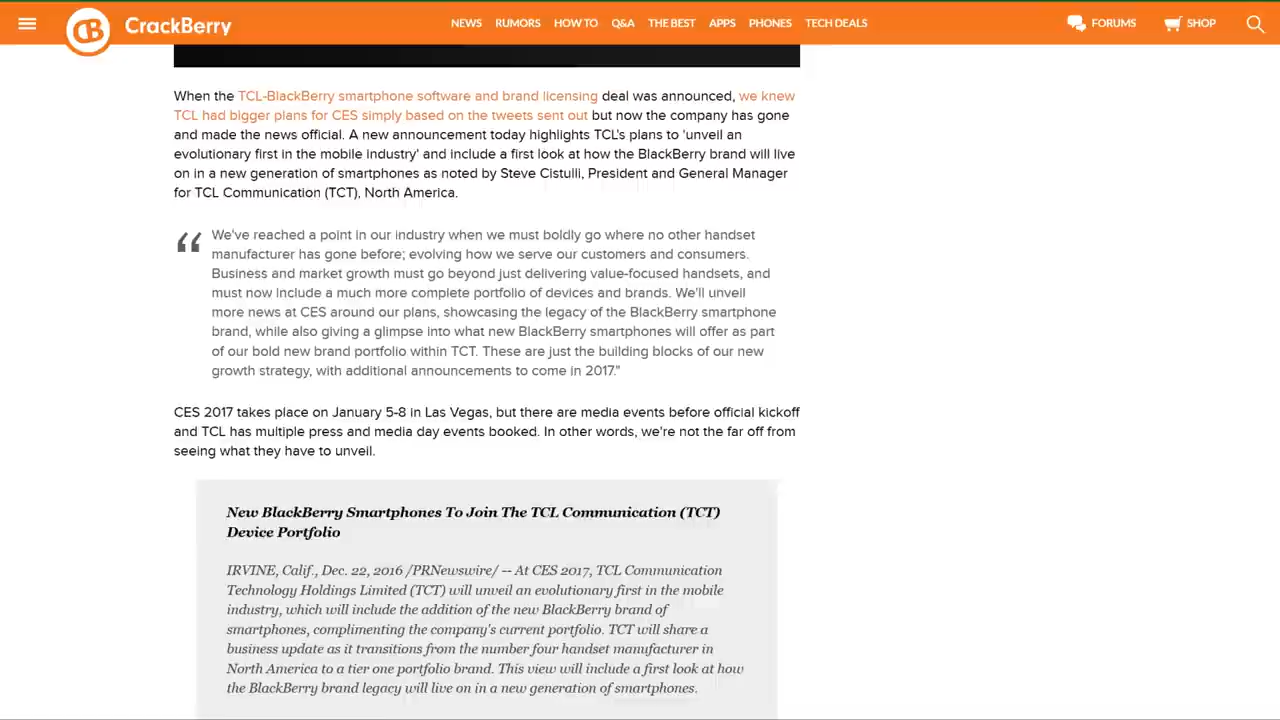 CB CrackBerry NEWS RUMORS HOW TO Q&A THE BEST APPS PHONES TECH DEALS FORUMS SHOP
When the TCL-BlackBerry smartphone software and brand licensing deal was announced, we knew
TCL had bigger plans for CES simply based on the tweets sent out but now the company has gone
and made the news official. A new announcement today highlights TCL's plans to 'unveil an
evolutionary first in the mobile industry' and include a first look at how the BlackBerry brand will live
on in a new generation of smartphones as noted by Steve Cistulli, President and General Manager
for TCL Communication (TCT), North America.
“ We've reached a point in our industry when we must boldly go where no other handset
manufacturer has gone before; evolving how we serve our customers and consumers.
Business and market growth must go beyond just delivering value-focused handsets, and
must now include a much more complete portfolio of devices and brands. We'll unveil
more news at CES around our plans, showcasing the legacy of the BlackBerry smartphone
brand, while also giving a glimpse into what new BlackBerry smartphones will offer as part
of our bold new brand portfolio within TCT. These are just the building blocks of our new
growth strategy, with additional announcements to come in 2017."
CES 2017 takes place on January 5-8 in Las Vegas, but there are media events before official kickoff
and TCL has multiple press and media day events booked. In other words, we're not the far off from
seeing what they have to unveil.
New BlackBerry Smartphones To Join The TCL Communication (TCT)
Device Portfolio
IRVINE, Calif., Dec. 22, 2016 /PRNewswire/ -- At CES 2017, TCL Communication
Technology Holdings Limited (TCT) will unveil an evolutionary first in the mobile
industry, which will include the addition of the new BlackBerry brand of
smartphones, complimenting the company's current portfolio. TCT will share a
business update as it transitions from the number four handset manufacturer in
North America to a tier one portfolio brand. This view will include a first look at how
the BlackBerry brand legacy will live on in a new generation of smartphones.